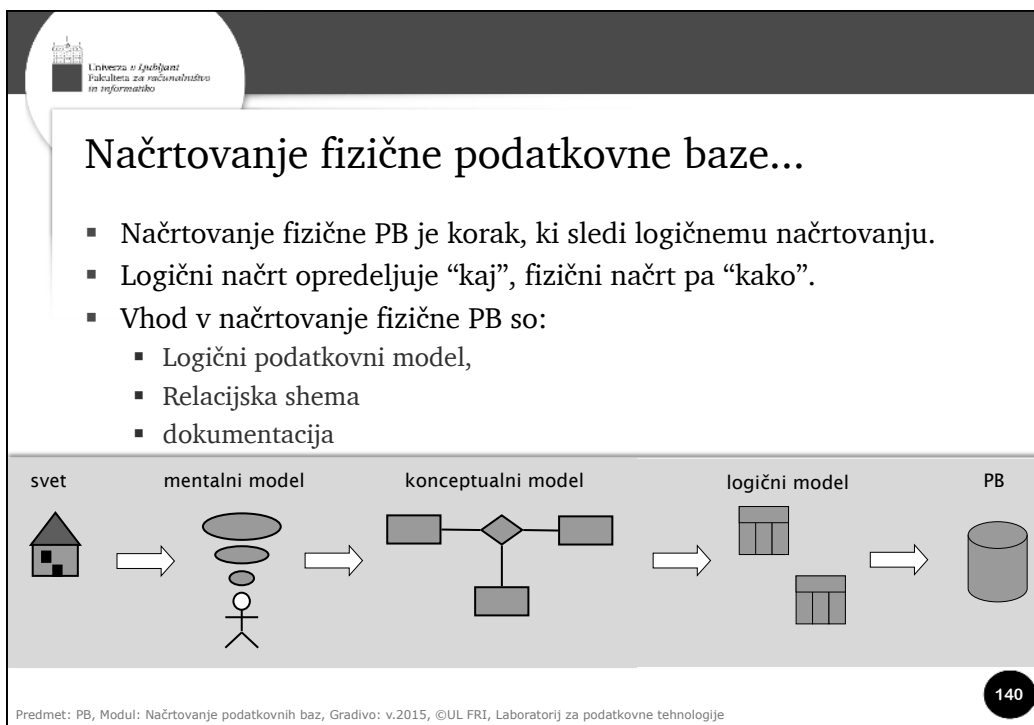 Univerza v Ljubljani
Fakulteta za računalništvo
in informatiko
Načrtovanje fizične podatkovne baze...
▪ Načrtovanje fizične PB je korak, ki sledi logičnemu načrtovanju.
▪ Logični načrt opredeljuje “kaj”, fizični načrt pa “kako”.
▪ Vhod v načrtovanje fizične PB so:
▪ Logični podatkovni model,
▪ Relacijska shema
▪ dokumentacija
svet mentalni model konceptualni model logični model PB
140
Predmet: PB, Modul: Načrtovanje podatkovnih baz, Gradivo: v.2015, ©UL FRI, Laboratorij za podatkovne tehnologije